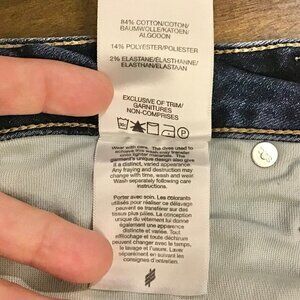 84% COTTON/COTON/
BAUMWOLLE/KATOEN/
ALGODON
14% POLYESTER/POLIESTER
2% ELASTANE/ELASTHANNE/
ELASTHAN/ELASTAAN
EXCLUSIVE OF TRIM/
GARNITURES
NON-COMPRISES
P
Wear with care. The dyes used to
achieve this wash may transfer
onto lighter materials. The
garment's unique design also give
it a distinct, varied appearance.
Any fraying and destruction may
change with time, wash and wear.
Wash separately following care
instructions.
Porter avec soin. Les colorants
utilisés pour réaliser ce délavage
peuvent se transférer sur des
tissus plus pâles. La conception
unique du vêtement lui donne
également une apparence
distincte et variée. Tout
effilochage et toute déchirure
peuvent changer avec le temps,
le lavage et l'usure. Laver
séparément en suivant les
consignes d'entretien.